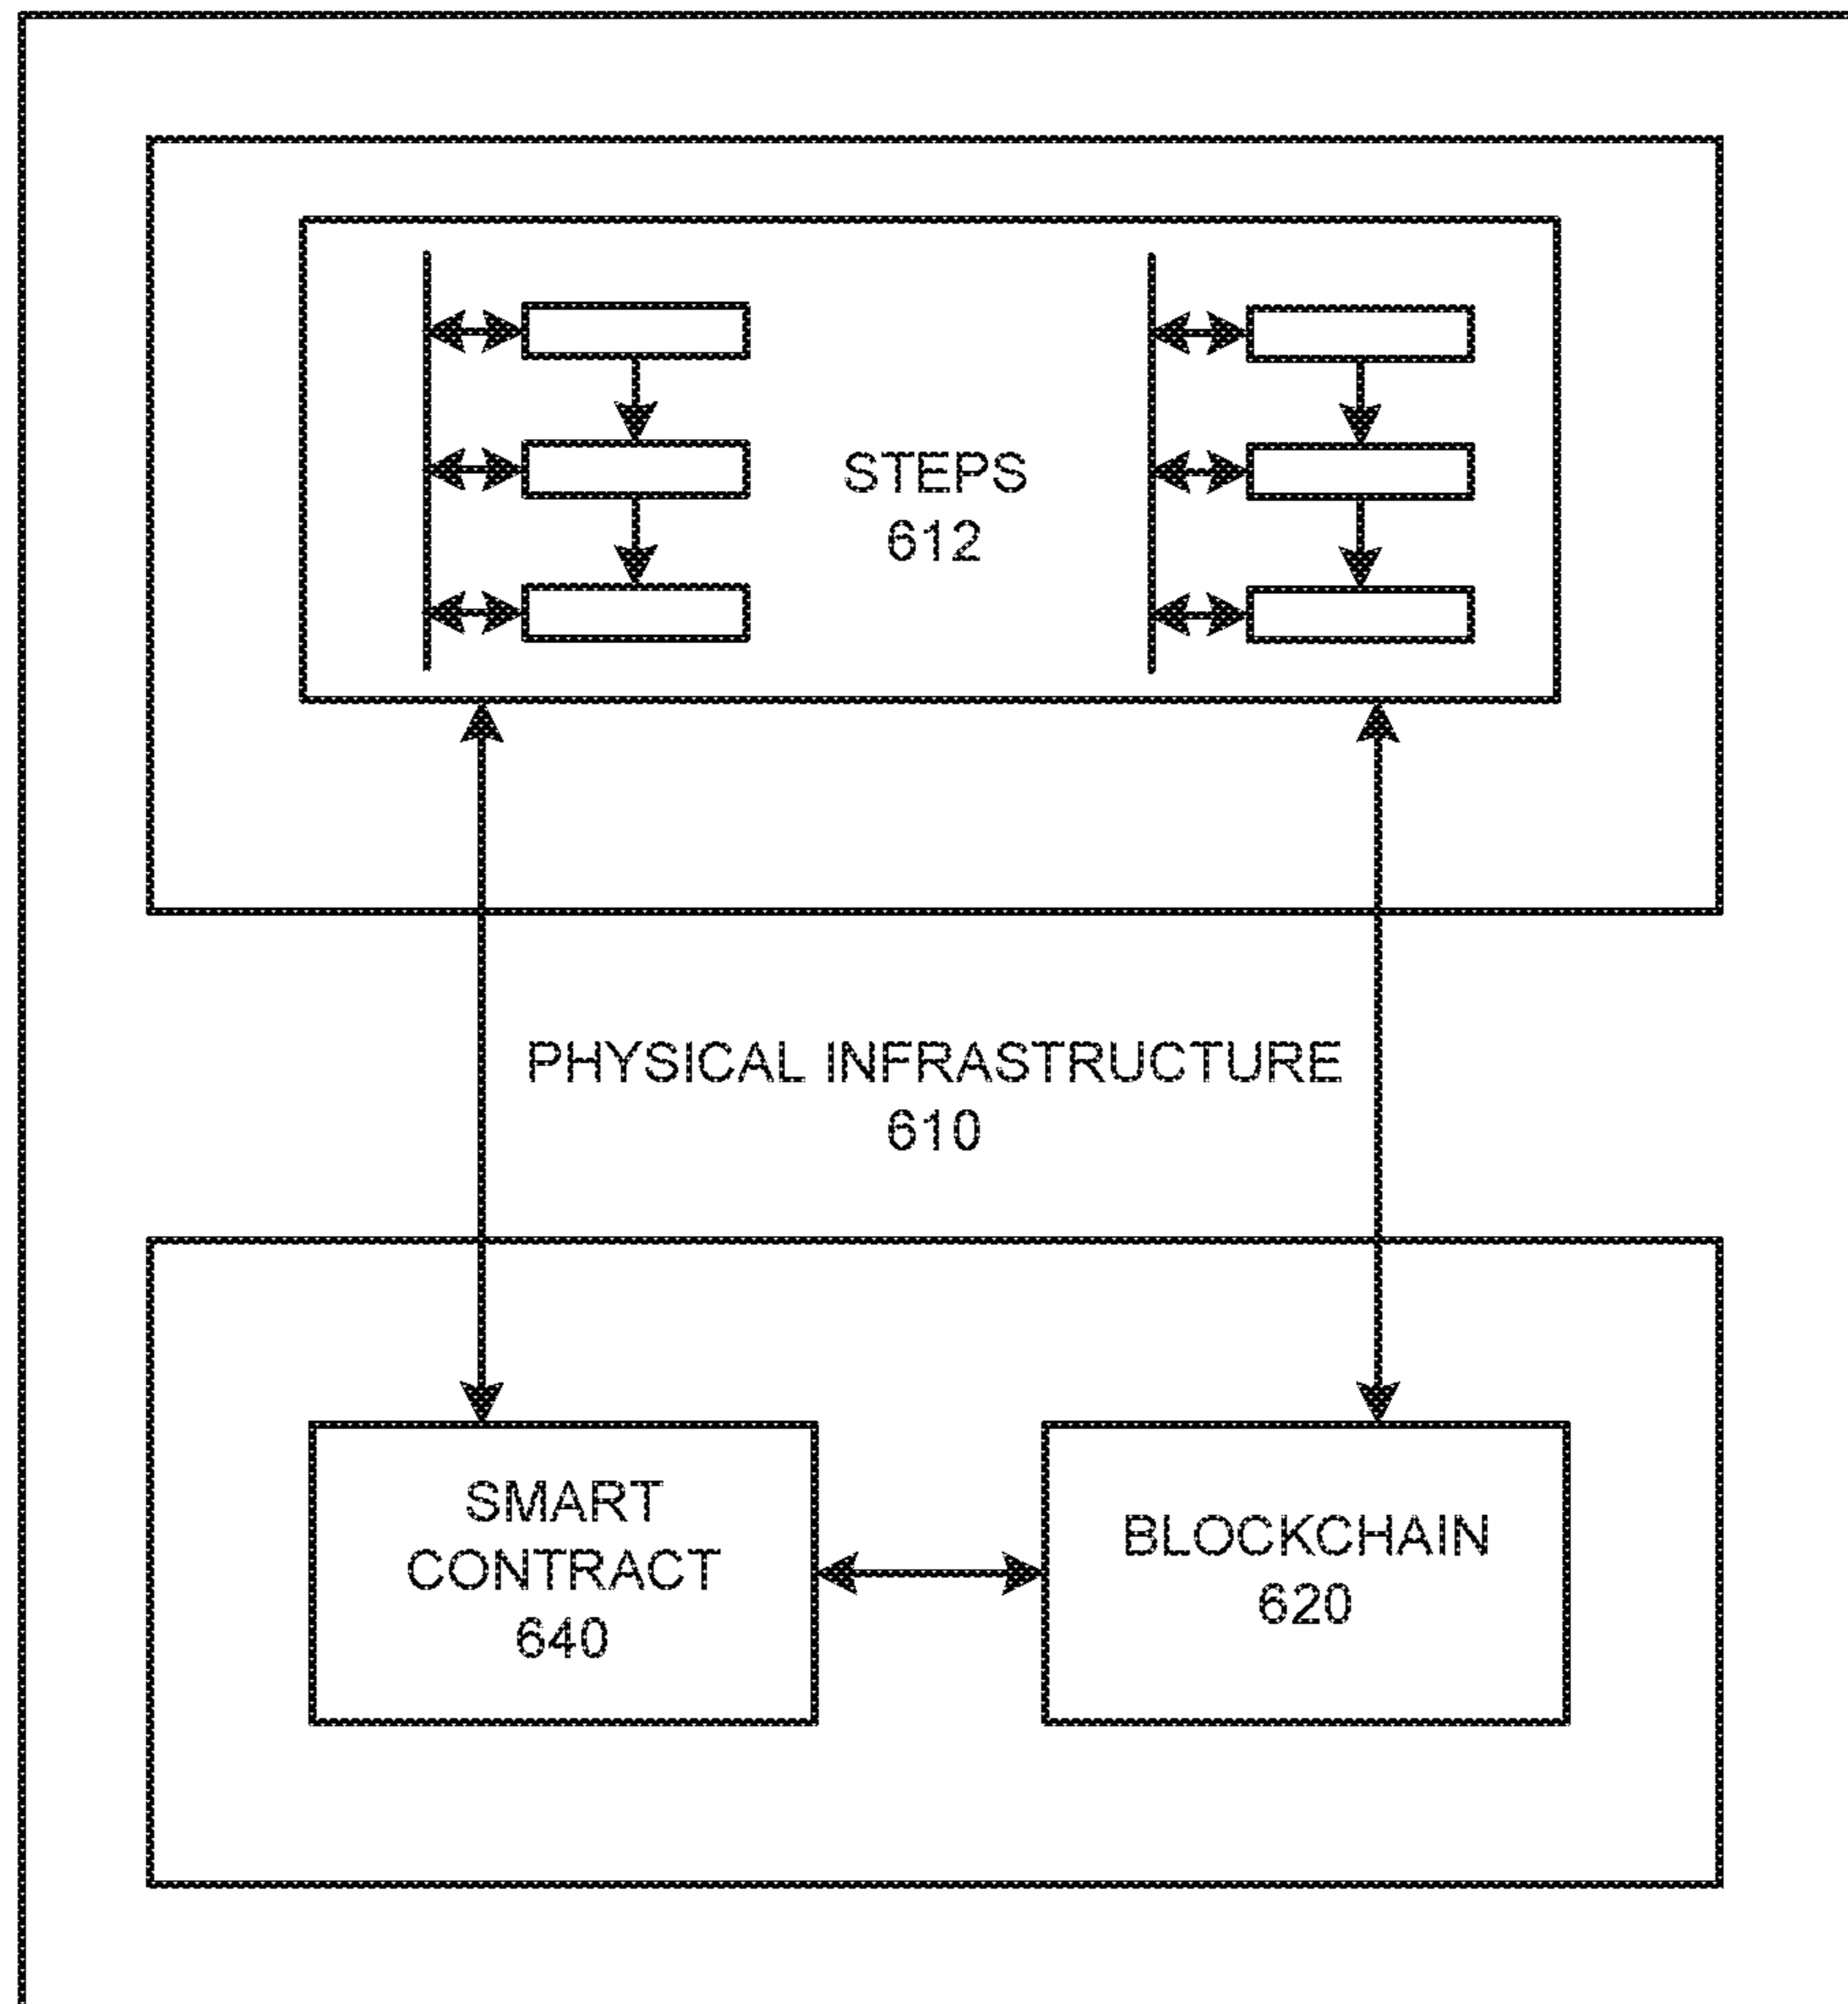 STEPS
612
PHYSICAL INFRASTRUCTURE
610
SMART
CONTRACT
640
BLOCKCHAIN
620